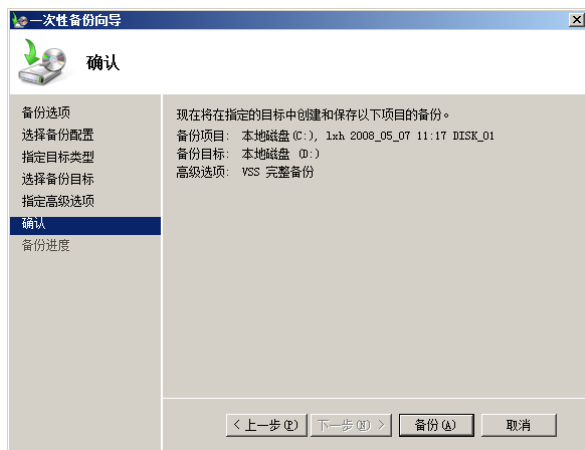 一次性备份向导
确认
备份选项
选择备份配置
指定目标类型
选择备份目标
指定高级选项
确认
备份进度
现在将在指定的目标中创建和保存以下项目的备份。
备份项目: 本地磁盘(C:), lxh 2008_05_07 11:17 DISK_01
备份目标: 本地磁盘 (D:)
高级选项: VSS 完整备份
< 上一步(P) 下一步(N) > 备份(A) 取消